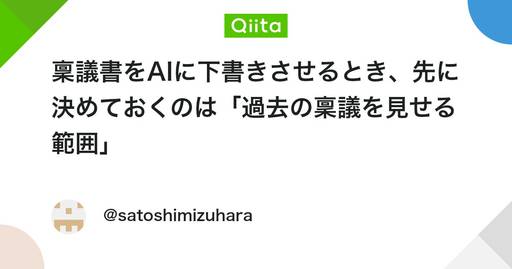 Qiita
稟議書をAIに下書きさせるとき、先に
決めておくのは「過去の稟議を見せる
範囲」
@satoshimizuhara